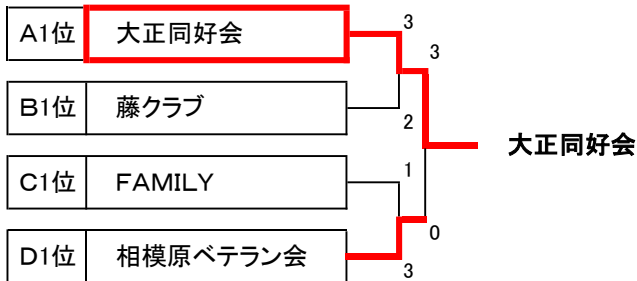 A1位 大正同好会 3
3
B1位 藤クラブ 2
大正同好会
C1位 FAMILY 1
0
D1位 相模原ベテラン会 3